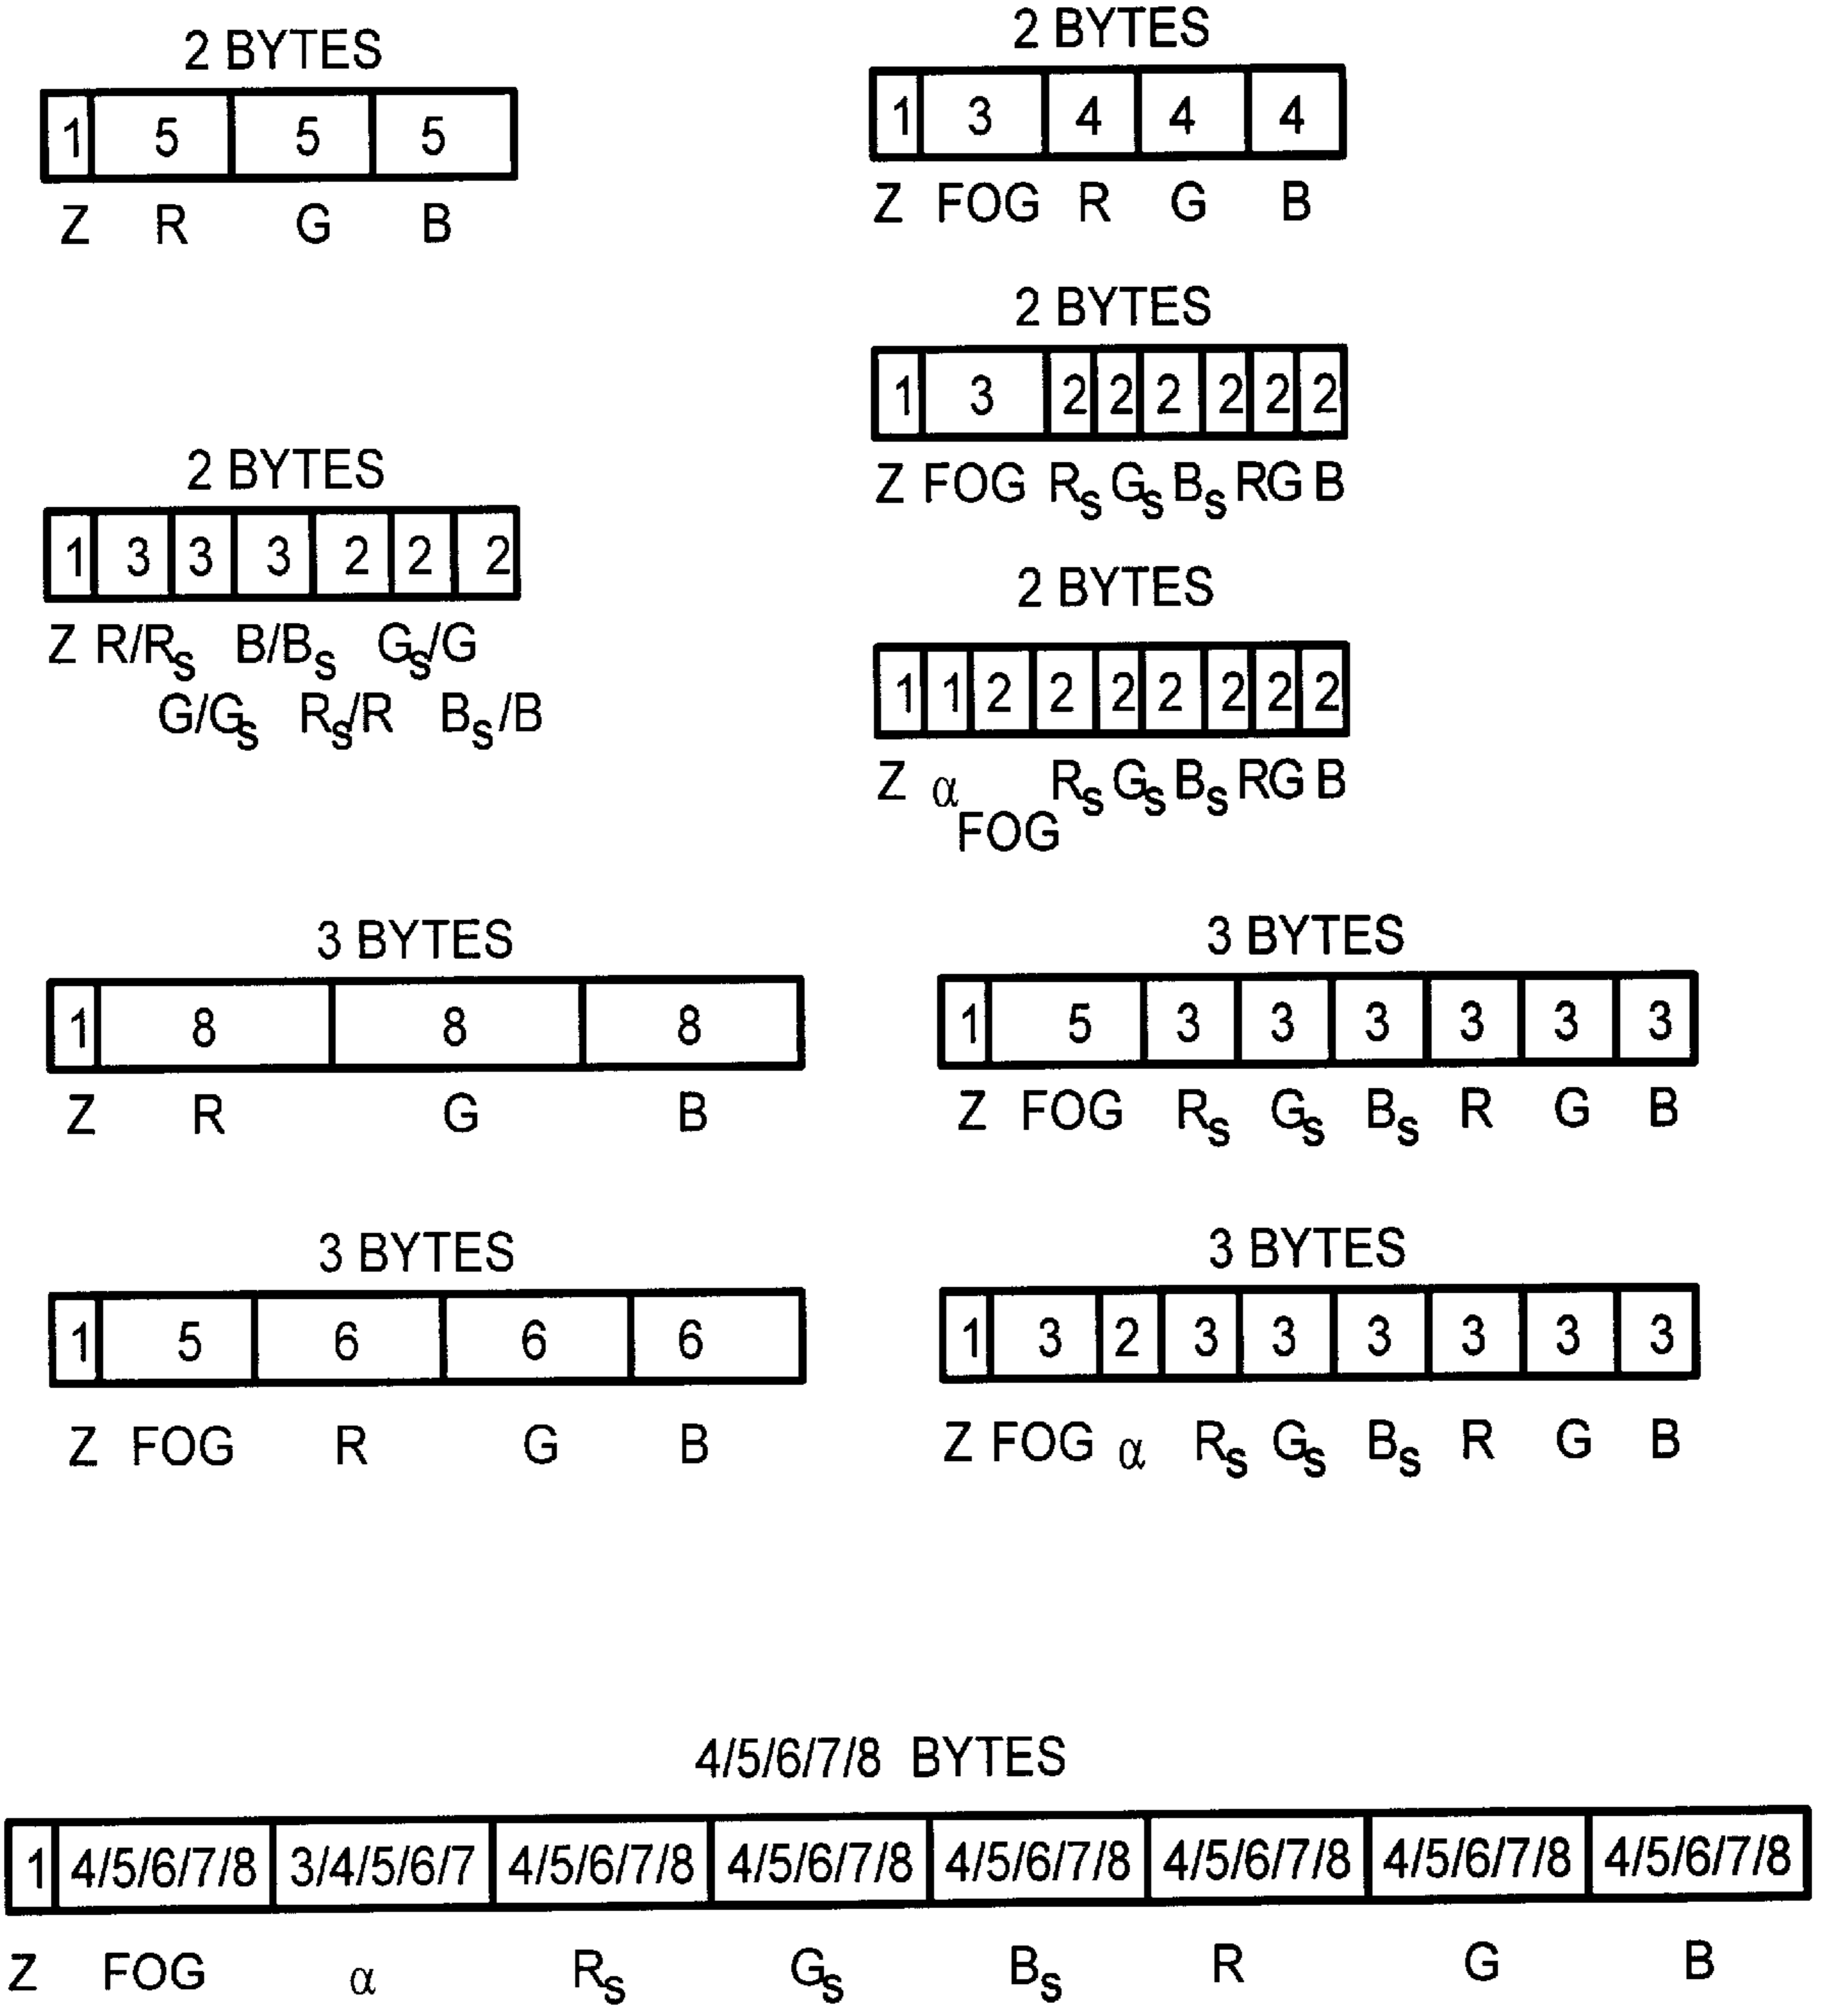 2 BYTES
1 5 5 5
Z R G B
2 BYTES
1 3 4 4 4
Z FOG R G B
2 BYTES
1 3 2 2 2 2 2 2
Z FOG Rs Gs Bs R G B
2 BYTES
1 3 3 3 2 2 2
Z R/Rs B/Bs Gs/G
G/Gs Rs/R Bs/B
2 BYTES
1 1 2 2 2 2 2 2 2
Z α Rs Gs Bs R G B
FOG
3 BYTES
1 8 8 8
Z R G B
3 BYTES
1 5 3 3 3 3 3 3
Z FOG Rs Gs Bs R G B
3 BYTES
1 5 6 6 6
Z FOG R G B
3 BYTES
1 3 2 3 3 3 3 3 3
Z FOG α Rs Gs Bs R G B
4/5/6/7/8 BYTES
1 4/5/6/7/8 3/4/5/6/7 4/5/6/7/8 4/5/6/7/8 4/5/6/7/8 4/5/6/7/8 4/5/6/7/8 4/5/6/7/8
Z FOG α Rs Gs Bs R G B